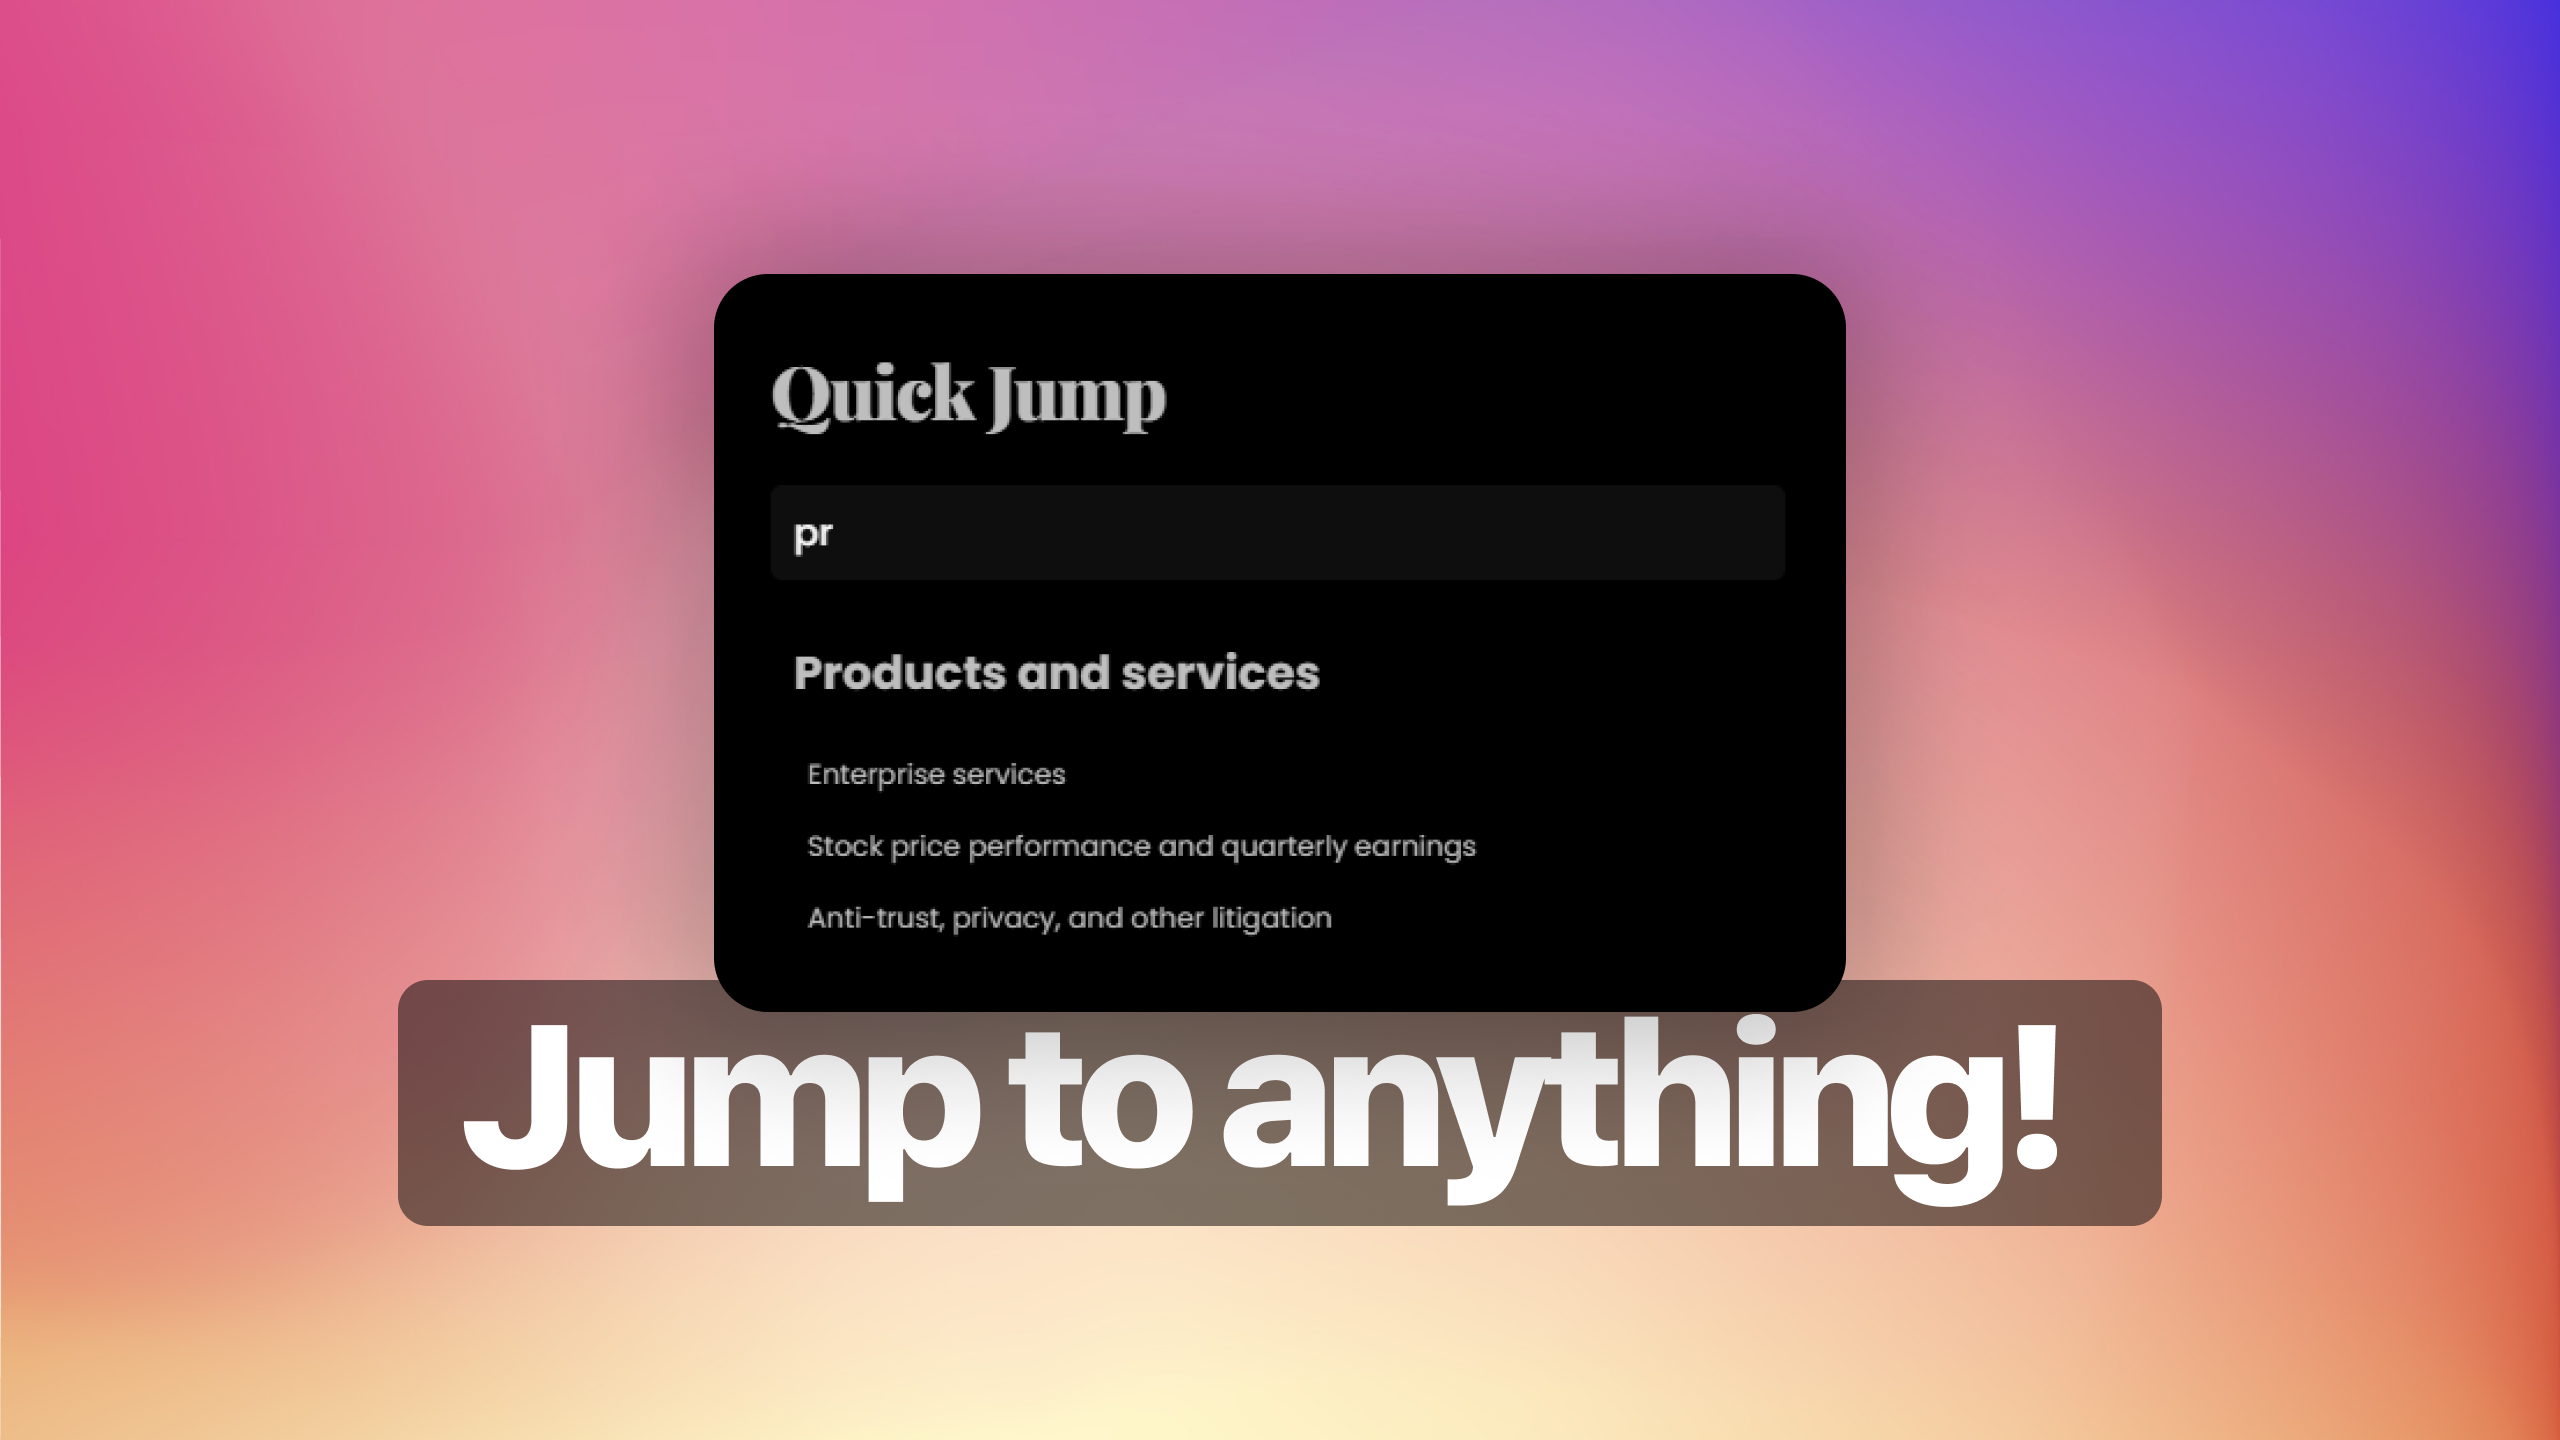 Quick Jump
pr
Products and services
Enterprise services
Stock price performance and quarterly earnings
Anti-trust, privacy, and other litigation
Jump to anything!